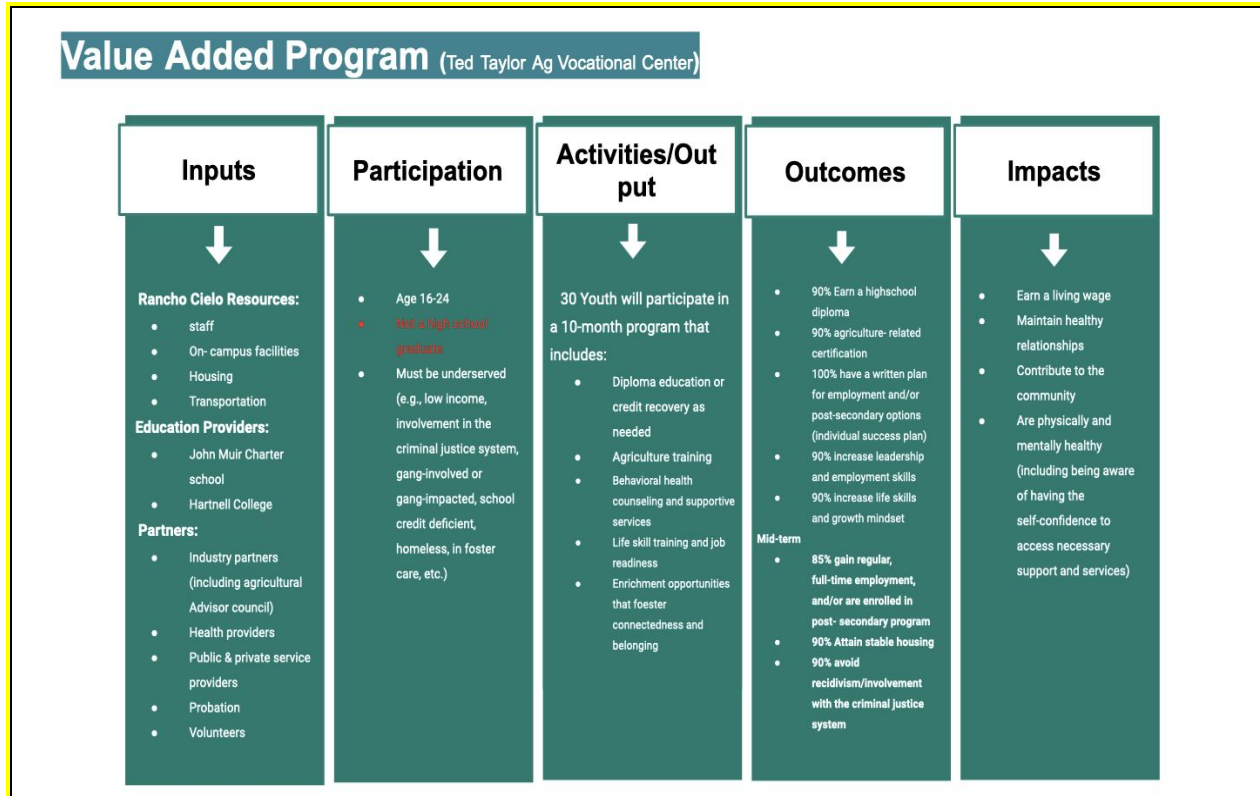 Value Added Program (Ted Taylor Ag Vocational Center)
Inputs
Rancho Cielo Resources:
● staff
● On- campus facilities
● Housing
● Transportation
Education Providers:
● John Muir Charter
school
● Hartnell College
Partners:
● Industry partners
(including agricultural
Advisor council)
● Health providers
● Public & private service
providers
● Probation
● Volunteers
Participation
● Age 16-24
● Not a high school
graduate
● Must be underserved
(e.g., low income,
involvement in the
criminal justice system,
gang-involved or
gang-impacted, school
credit deficient,
homeless, in foster
care, etc.)
Activities/Out
put
30 Youth will participate in
a 10-month program that
includes:
● Diploma education or
credit recovery as
needed
● Agriculture training
● Behavioral health
counseling and supportive
services
● Life skill training and job
readiness
● Enrichment opportunities
that foester
connectedness and
belonging
Outcomes
● 90% Earn a highschool
diploma
● 90% agriculture- related
certification
● 100% have a written plan
for employment and/or
post-secondary options
(individual success plan)
● 90% increase leadership
and employment skills
● 90% increase life skills
and growth mindset
Mid-term
● 85% gain regular,
full-time employment,
and/or are enrolled in
post- secondary program
● 90% Attain stable housing
● 90% avoid
recidivism/involvement
with the criminal justice
system
Impacts
● Earn a living wage
● Maintain healthy
relationships
● Contribute to the
community
● Are physically and
mentally healthy
(including being aware
of having the
self-confidence to
access necessary
support and services)